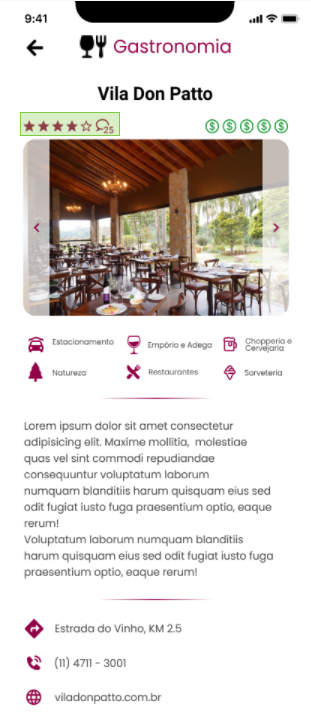 9:41
Gastronomia
Vila Don Patto
25
Estacionamento
Empório e Adega
Chopperia e
Cervejaria
Natureza
Restaurantes
Sorveteria
Lorem ipsum dolor sit amet consectetur
adipisicing elit. Maxime mollitia, molestiae
quas vel sint commodi repudiandae
consequuntur voluptatum laborum
numquam blanditiis harum quisquam eius sed
odit fugiat iusto fuga praesentium optio, eaque
rerum!
Voluptatum laborum numquam blanditiis
harum quisquam eius sed odit fugiat iusto fuga
praesentium optio, eaque rerum!
Estrada do Vinho, KM 2.5
(11) 4711 - 3001
viladonpatto.com.br